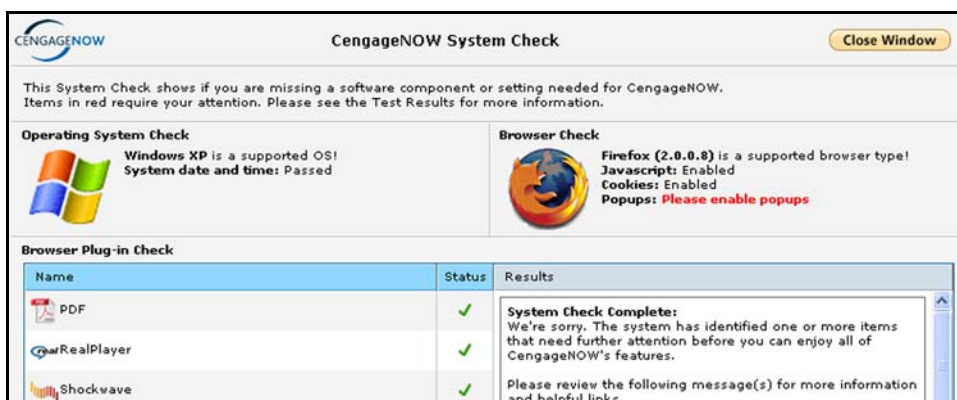 CENGAGENOW
CengageNOW System Check
Close Window
This System Check shows if you are missing a software component or setting needed for CengageNOW.
Items in red require your attention. Please see the Test Results for more information.
Operating System Check
Windows XP is a supported OS!
System date and time: Passed
Browser Check
Firefox (2.0.0.8) is a supported browser type!
Javascript: Enabled
Cookies: Enabled
Popups: Please enable popups
Browser Plug-in Check
Name
Status
Results
PDF
real RealPlayer
Shockwave
System Check Complete:
We're sorry. The system has identified one or more items
that need further attention before you can enjoy all of
CengageNOW's features.
Please review the following message(s) for more information
and helpful links